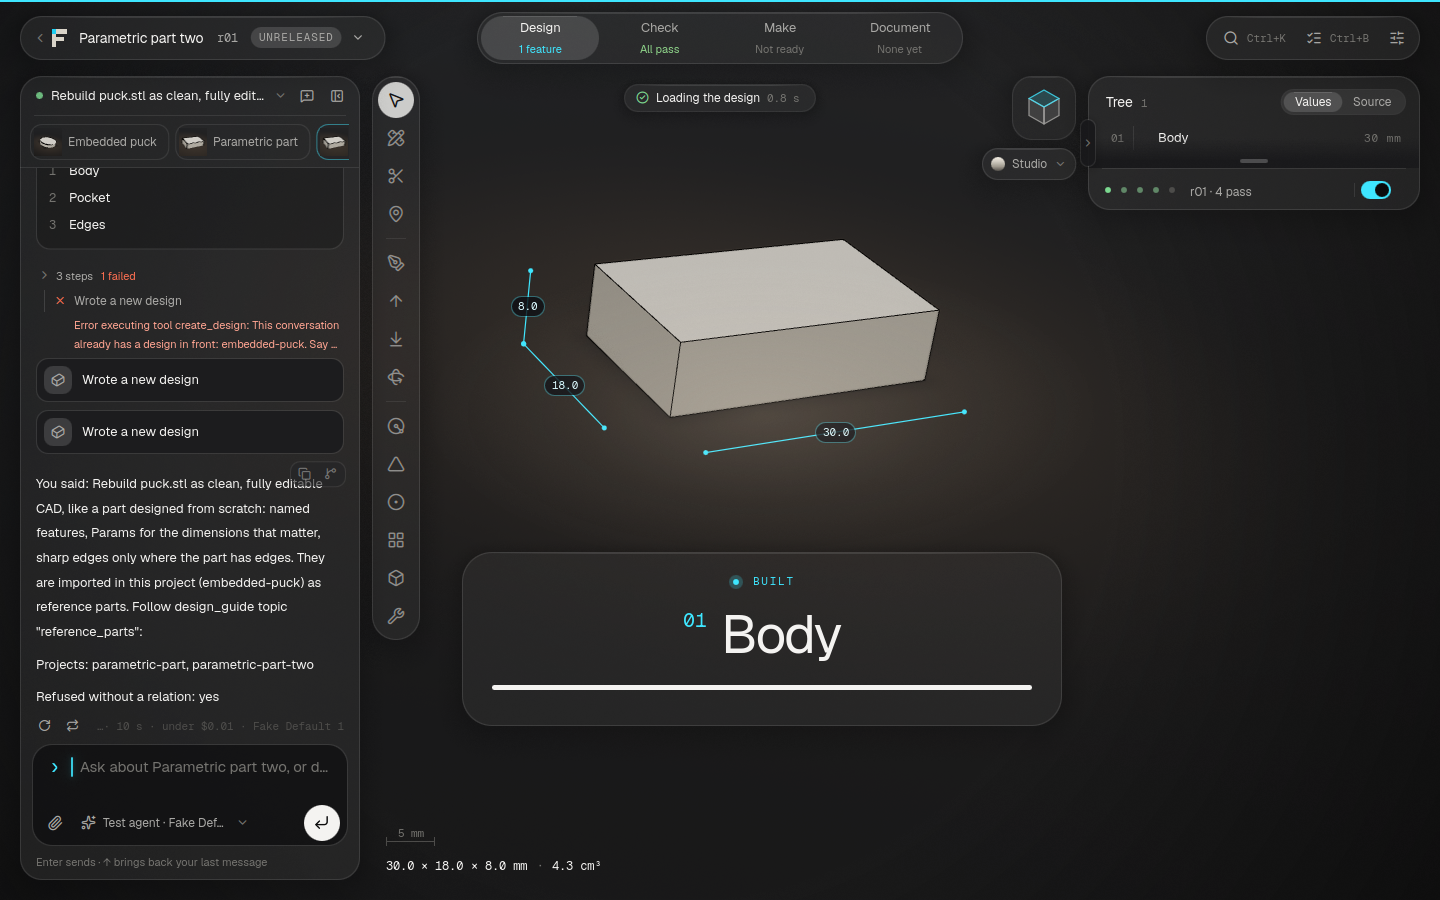 Parametric part two r01 UNRELEASED
Design
1 feature
Check
All pass
Make
Not ready
Document
None yet
Ctrl+K Ctrl+B
Rebuild puck.stl as clean, fully edit…
Embedded puck
Parametric part
1 Body
2 Pocket
3 Edges
3 steps 1 failed
Wrote a new design
Error executing tool create_design: This conversation
already has a design in front: embedded-puck. Say …
Wrote a new design
Wrote a new design
You said: Rebuild puck.stl as clean, fully editable
CAD, like a part designed from scratch: named
features, Params for the dimensions that matter,
sharp edges only where the part has edges. They
are imported in this project (embedded-puck) as
reference parts. Follow design_guide topic
"reference_parts":
Projects: parametric-part, parametric-part-two
Refused without a relation: yes
…· 10 s · under $0.01 · Fake Default 1
Ask about Parametric part two, or d…
Test agent · Fake Def…
Enter sends · ↑ brings back your last message
Loading the design 0.8 s
8.0
18.0
30.0
BUILT
01 Body
5 mm
30.0 × 18.0 × 8.0 mm · 4.3 cm³
Studio
Tree 1
Values Source
01 Body 30 mm
r01 · 4 pass